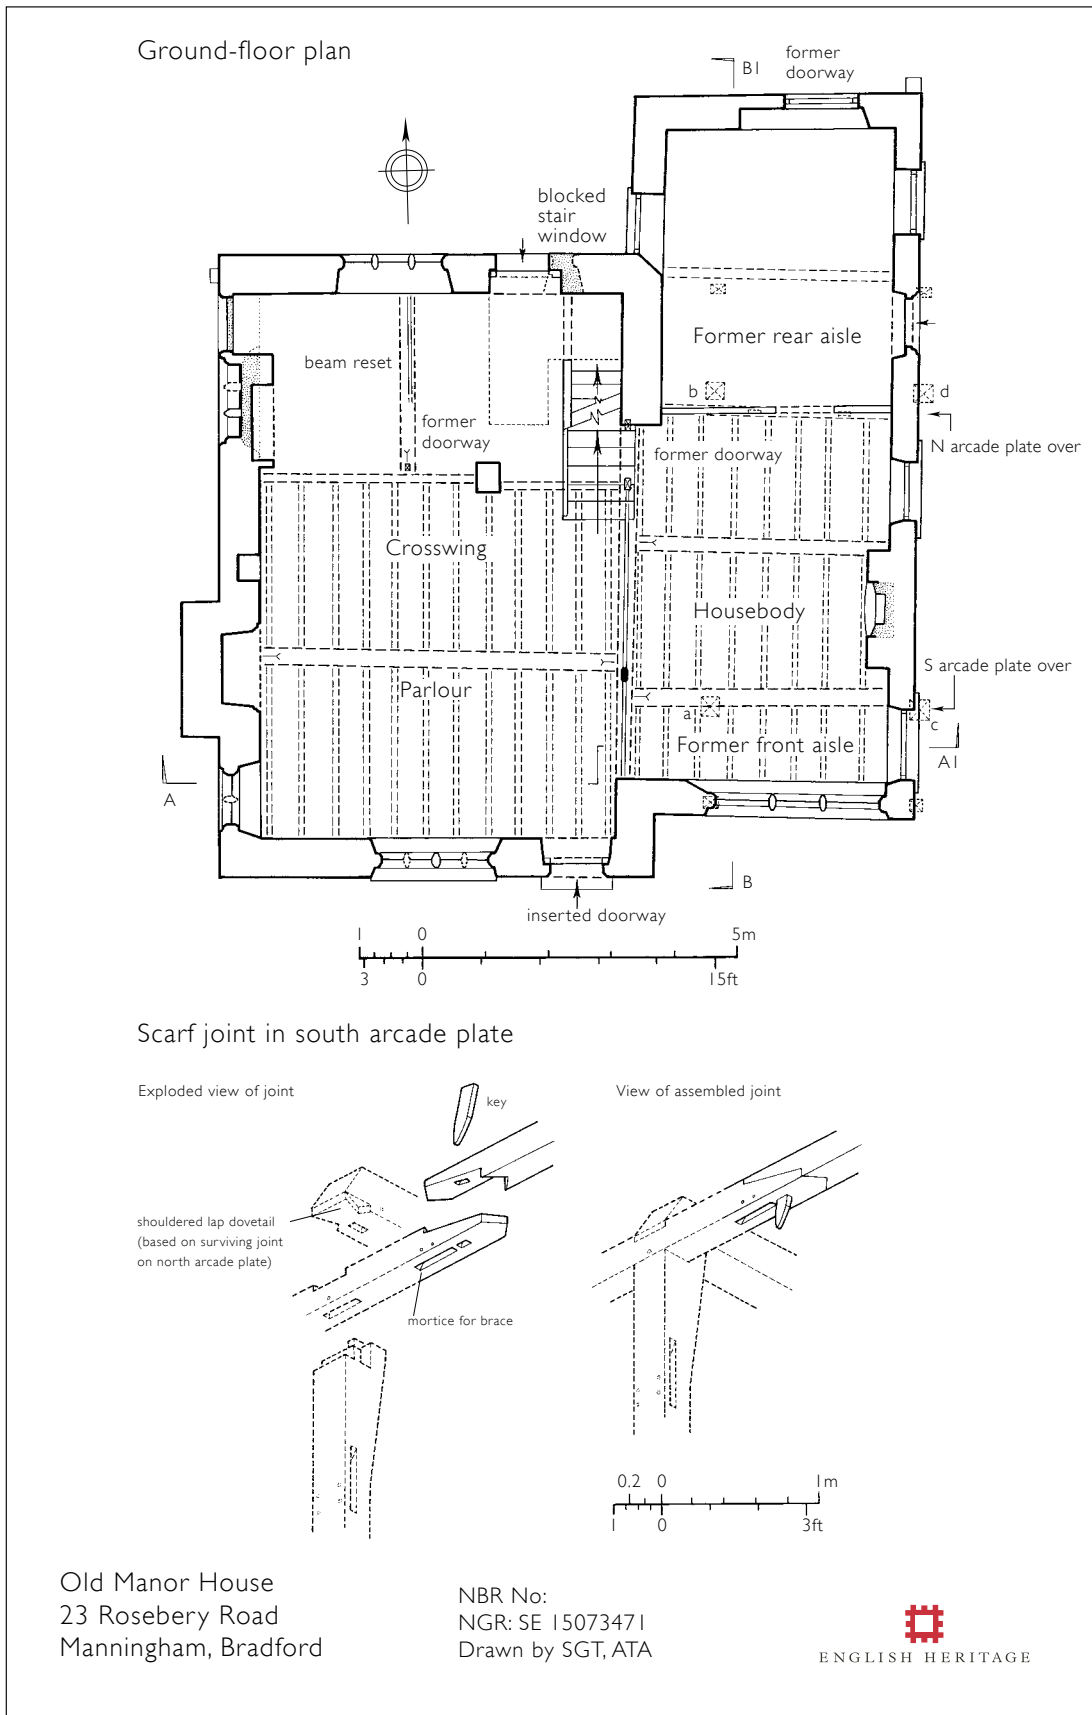 Ground-floor plan
B1
former
doorway
blocked
stair
window
beam reset
former
doorway
Former rear aisle
b
d
former doorway
N arcade plate over
Crosswing
Housebody
Parlour
S arcade plate over
a
c
Former front aisle
A
A1
B
inserted doorway
1 0 5m
3 0 15ft
Scarf joint in south arcade plate
Exploded view of joint
View of assembled joint
key
shouldered lap dovetail
(based on surviving joint
on north arcade plate)
mortice for brace
0.2 0 1m
1 0 3ft
Old Manor House
23 Rosebery Road
Manningham, Bradford
NBR No:
NGR: SE 15073471
Drawn by SGT, ATA
ENGLISH HERITAGE